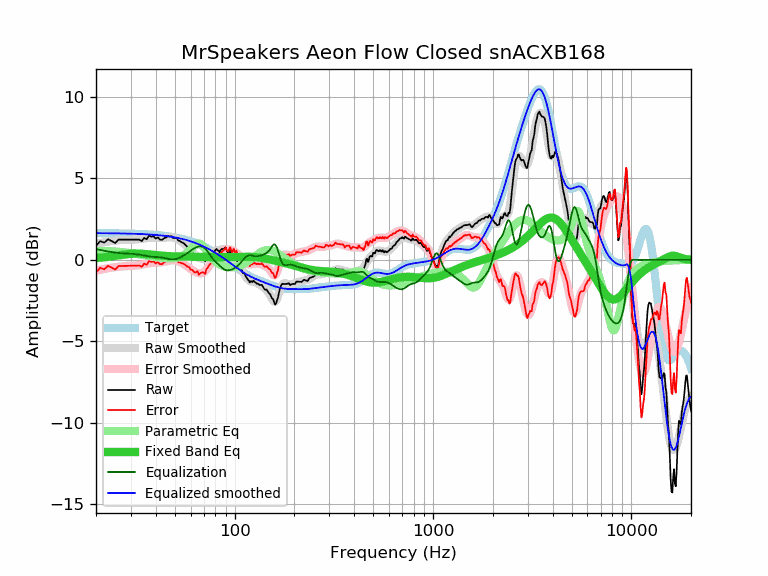 MrSpeakers Aeon Flow Closed snACXB168
10
5
0
−5
−10
−15
Amplitude (dBr)
Target
Raw Smoothed
Error Smoothed
Raw
Error
Parametric Eq
Fixed Band Eq
Equalization
Equalized smoothed
100
1000
10000
Frequency (Hz)